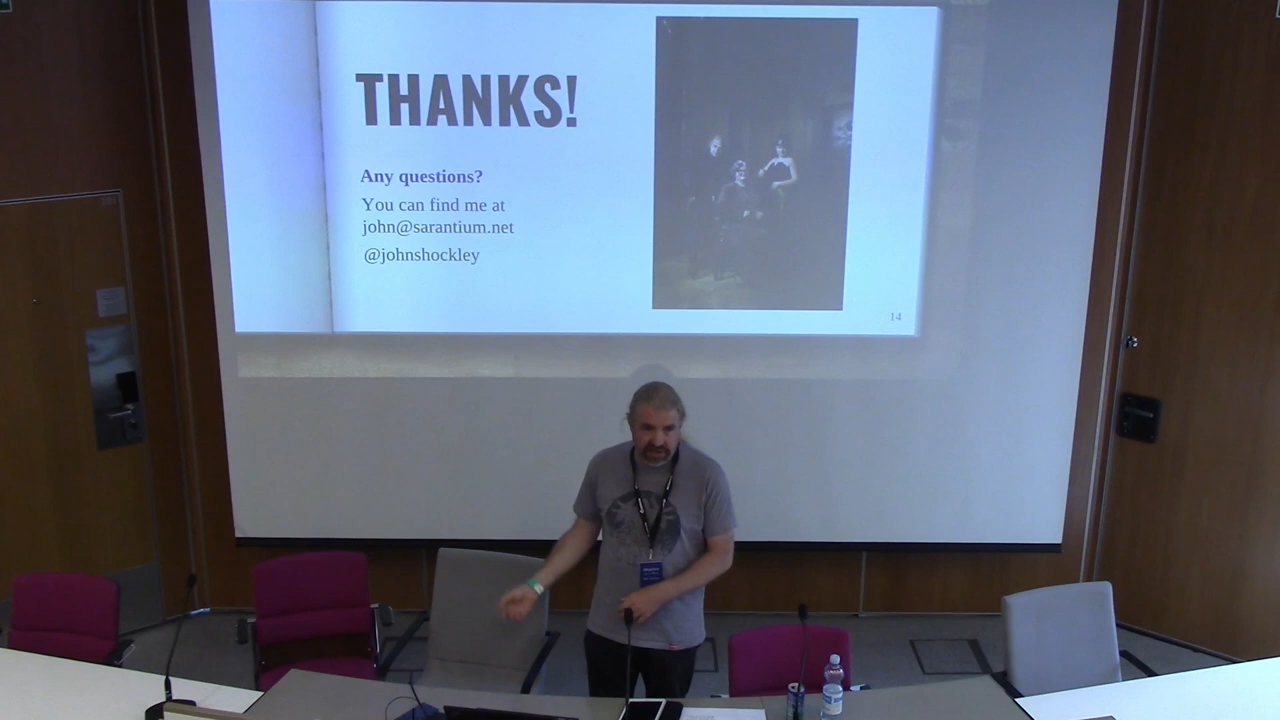 THANKS!
Any questions?
You can find me at
john@sarantium.net
@johnshockley
14